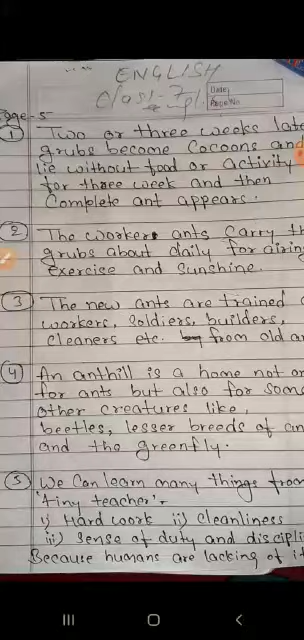 ENGLISH
Class-7
Date
Page No
Page-5
1 Two or three weeks late
grubs become Cocoons and
lie without food or activity
for three week and then
Complete ant appears.
2 The workers ants carry th
grubs about daily for airing
exercise and sunshine.
3 The new ants are trained a
workers, soldiers, builders,
cleaners etc. from old an
4 An anthill is a home not on
for ants but also for some
other creatures like,
beetles, lesser breeds of an
and the greenfly.
5 We can learn many things from
'tiny teacher'.
i) Hard work ii) cleanliness
iii) sense of duty and discipli
Because humans are lacking of it